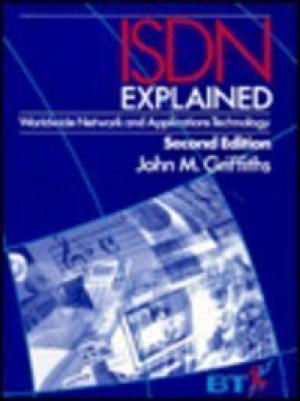 ISDN
EXPLAINED
Worldwide Network and Applications Technology
Second Edition
John M. Griffiths
BT